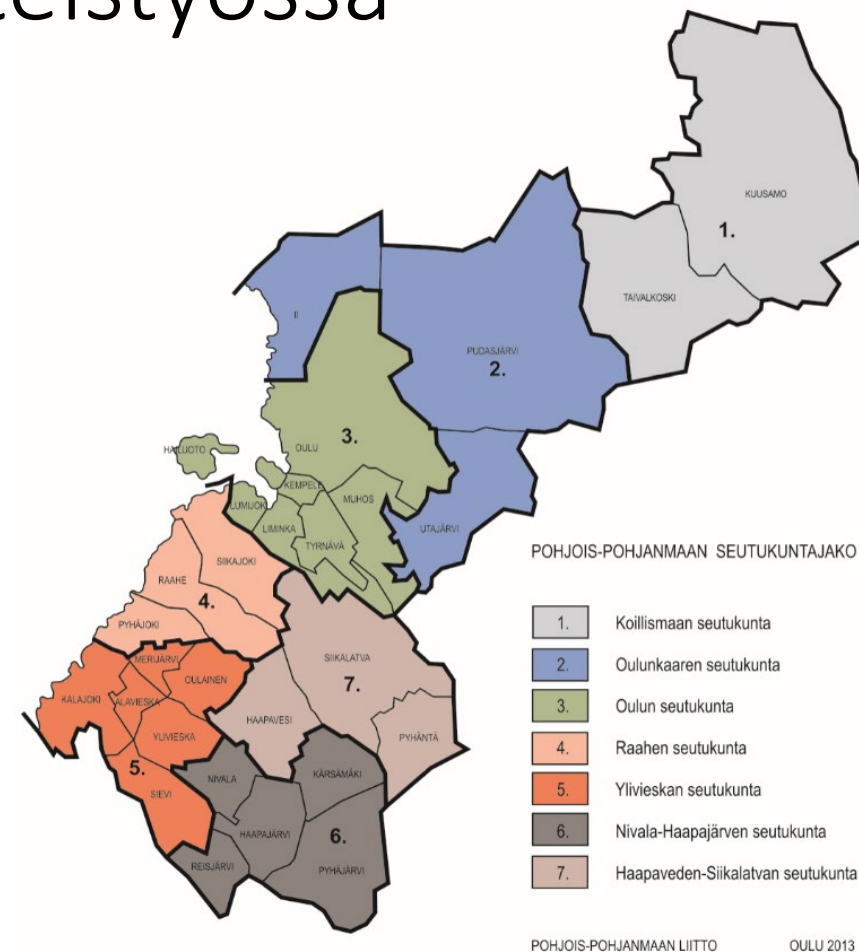 KUUSAMO
1.
TAIVALKOSKI
II
PUDASJÄRVI
2.
3.
OULU
HAILUOTO
KEMPELE
MUHOS
LUMIJOKI
LIMINKA
TYRNÄVÄ
UTAJÄRVI
SIIKAJOKI
RAAHE
4.
PYHÄJOKI
MERIJÄRVI
OULAINEN
KALAJOKI
ALAVIESKA
YLIVIESKA
5.
SIEVI
SIIKALATVA
7.
HAAPAVESI
PYHÄNTÄ
NIVALA
KÄRSÄMÄKI
HAAPAJÄRVI
6.
REISJÄRVI
PYHÄJÄRVI
POHJOIS-POHJANMAAN SEUTUKUNTAJAKO
1. Koillismaan seutukunta
2. Oulunkaaren seutukunta
3. Oulun seutukunta
4. Raahen seutukunta
5. Ylivieskan seutukunta
6. Nivala-Haapajärven seutukunta
7. Haapaveden-Siikalatvan seutukunta
POHJOIS-POHJANMAAN LIITTO OULU 2013